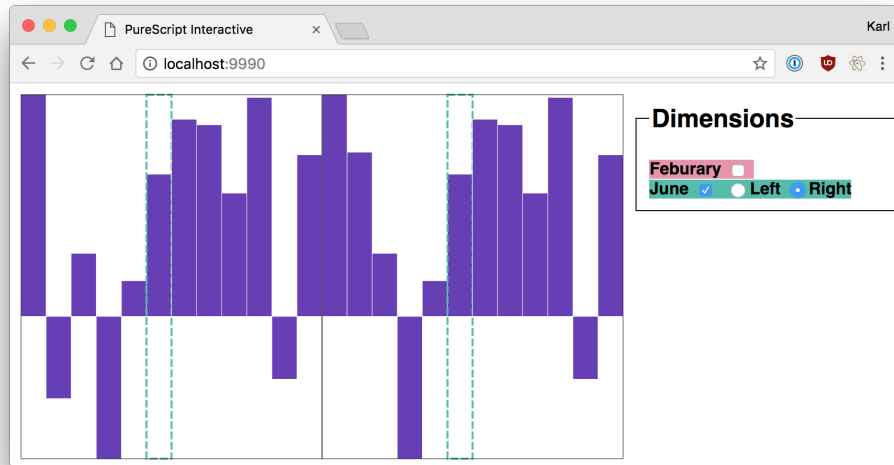 PureScript Interactive
Karl
localhost:9990
Dimensions
Feburary
June Left Right